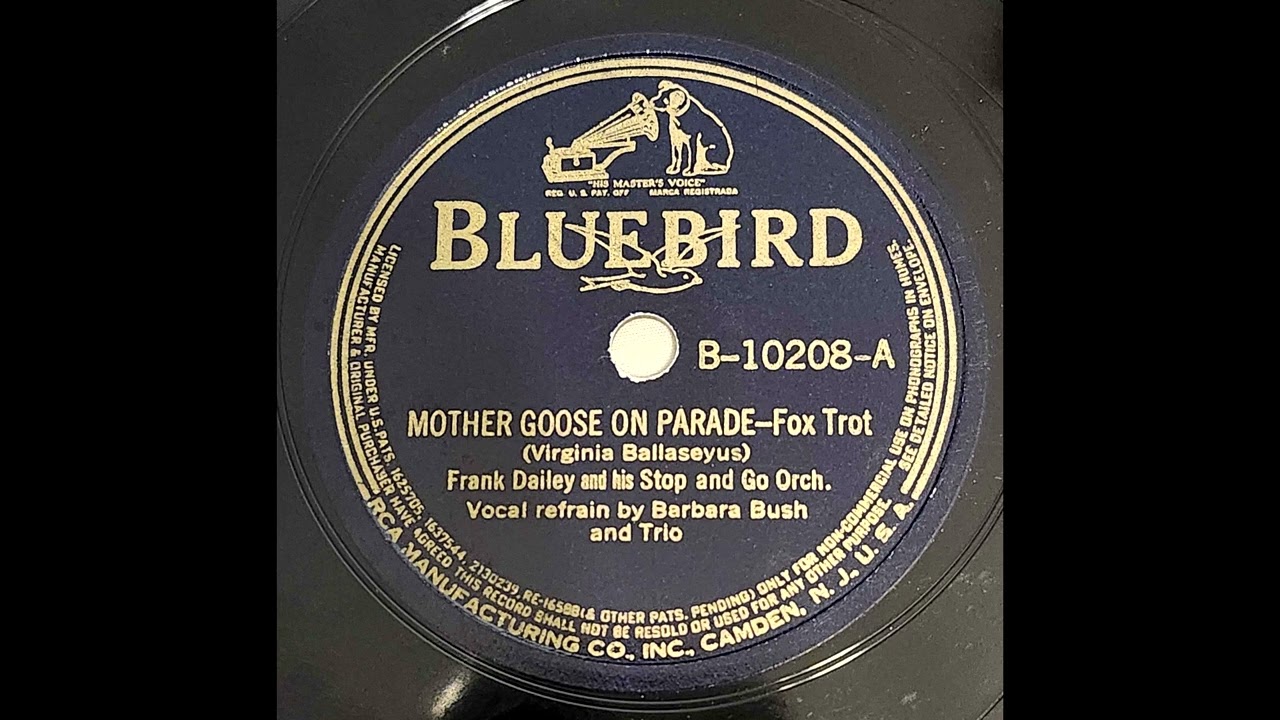 "HIS MASTER'S VOICE"
REG. U. S. PAT. OFF MARCA REGISTRADA
BLUEBIRD
B-10208-A
MOTHER GOOSE ON PARADE—Fox Trot
(Virginia Ballaseyus)
Frank Dailey and his Stop and Go Orch.
Vocal refrain by Barbara Bush
and Trio
LICENSED BY MFR. UNDER U.S. PATS. 1625705, 1637544, 2130239, RE-16588 (& OTHER PATS. PENDING) ONLY FOR NON-COMMERCIAL USE ON PHONOGRAPHS IN HOMES.
MANUFACTURER & ORIGINAL PURCHASER HAVE AGREED THIS RECORD SHALL NOT BE RESOLD OR USED FOR ANY OTHER PURPOSE. SEE DETAILED NOTICE ON ENVELOPE.
RCA MANUFACTURING CO., INC., CAMDEN, N. J., U. S. A.